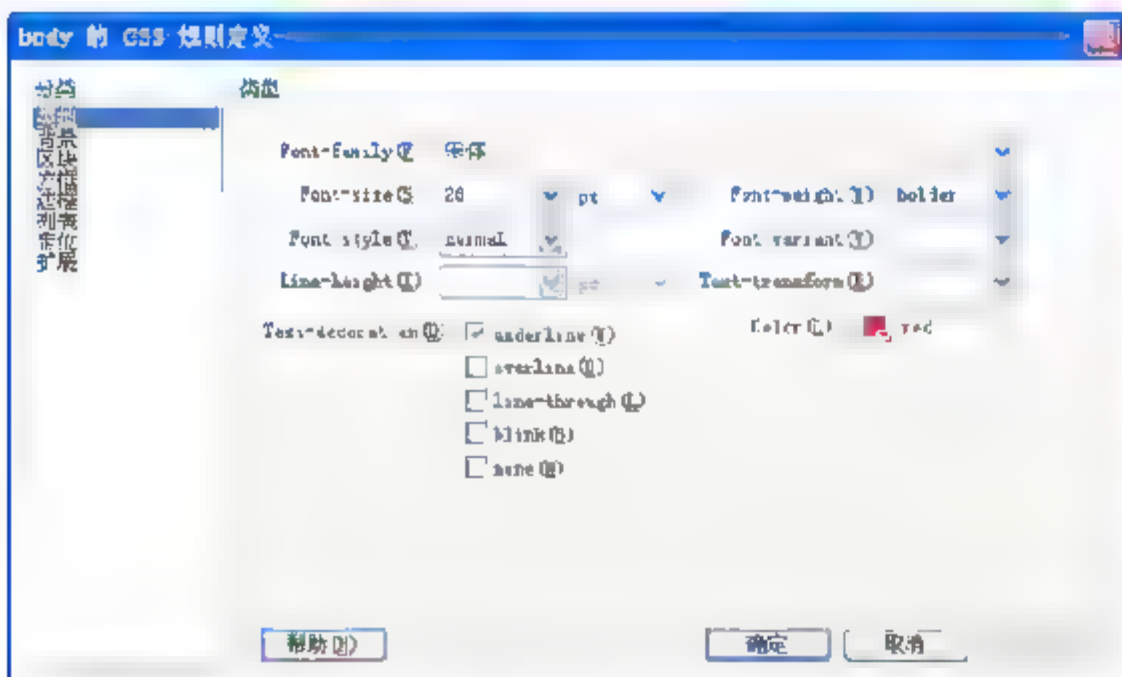 body 的 CSS 规则定义
分类 类型
类型
背景
区块
方框
边框
列表
定位
扩展
Font-family(F) 宋体
Font-size(S) 20 pt Font-weight(T) bolder
Font-style(T) normal Font-variant(V)
Line-height(I) pt Text-transform(R)
Text-decoration(D) underline(U) Color(C) red
overline(O)
line-through(L)
blink(B)
none(N)
帮助(H) 确定 取消